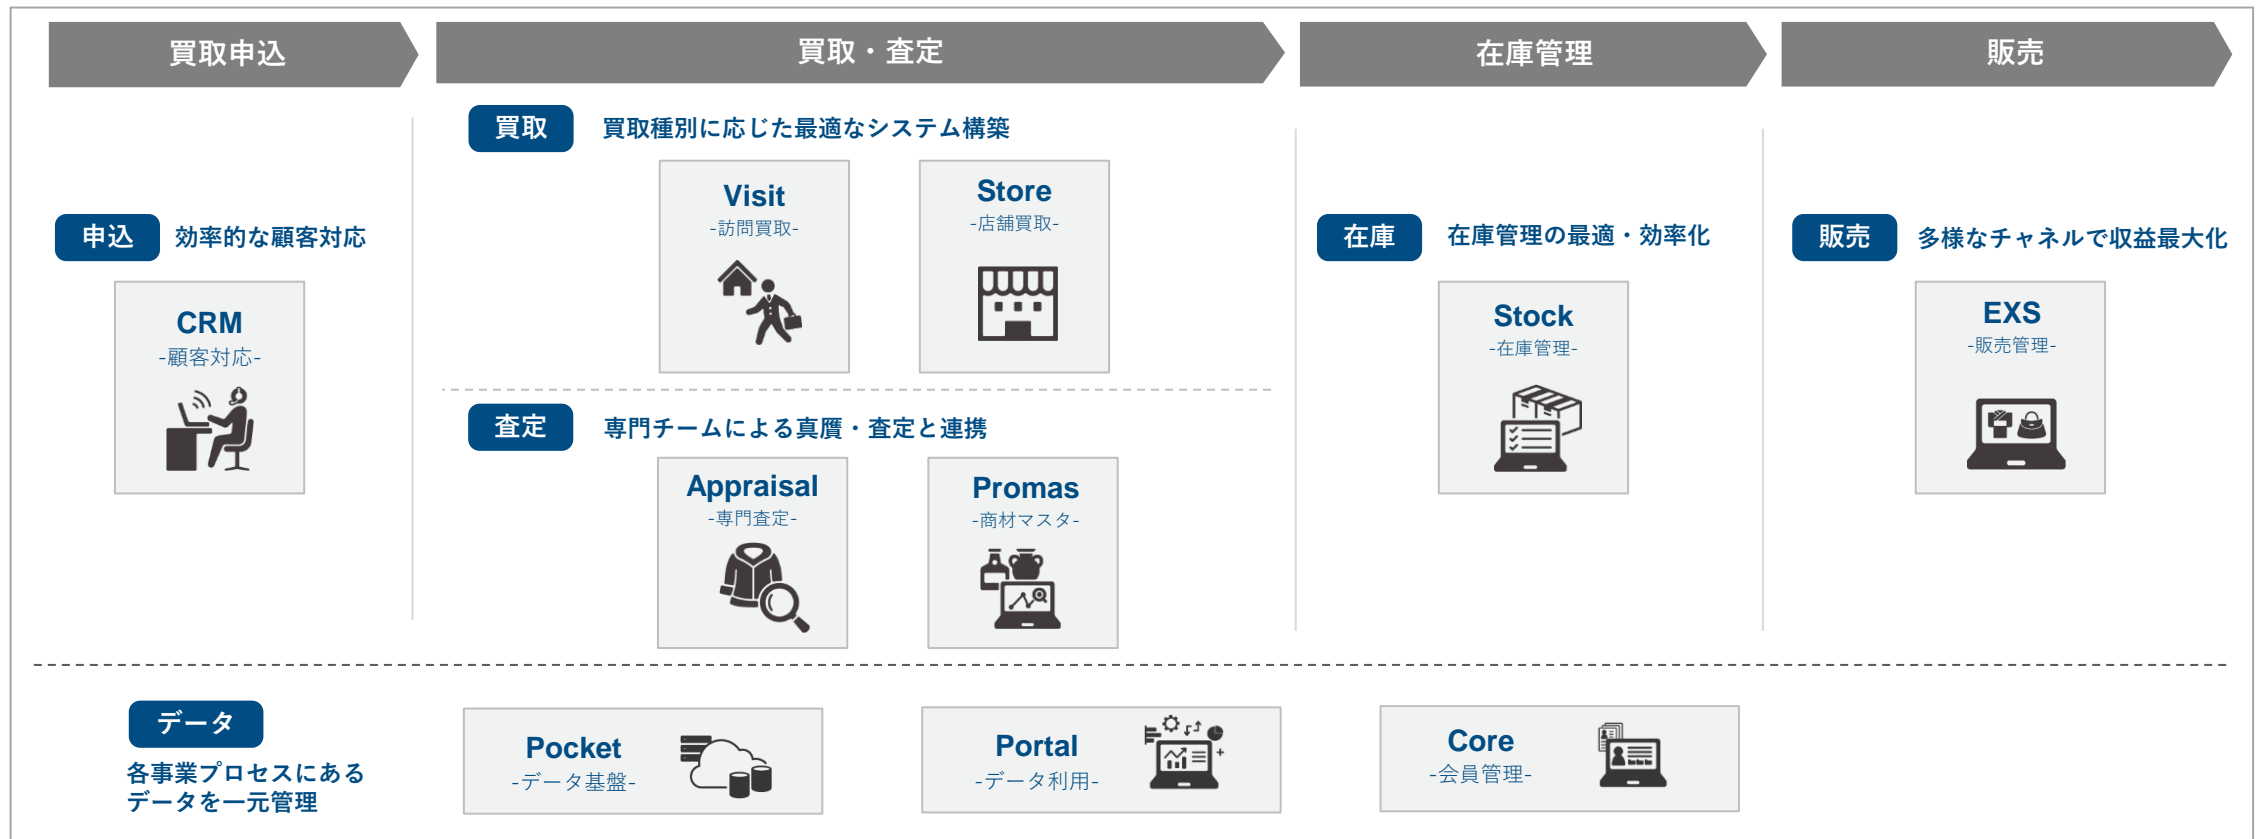 買取申込
買取・査定
在庫管理
販売
買取
買取種別に応じた最適なシステム構築
Visit
-訪問買取-
Store
-店舗買取-
申込
効率的な顧客対応
CRM
-顧客対応-
査定
専門チームによる真贋・査定と連携
Appraisal
-専門査定-
Promas
-商材マスタ-
在庫
在庫管理の最適・効率化
Stock
-在庫管理-
販売
多様なチャネルで収益最大化
EXS
-販売管理-
データ
各事業プロセスにある
データを一元管理
Pocket
-データ基盤-
Portal
-データ利用-
Core
-会員管理-